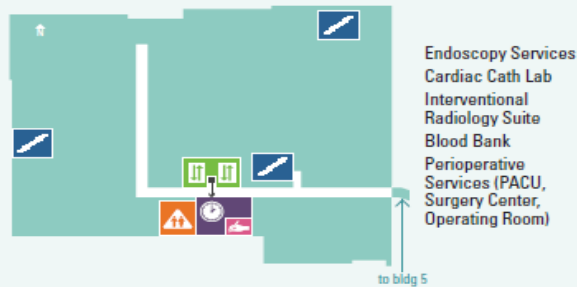 Endoscopy Services
Cardiac Cath Lab
Interventional
Radiology Suite
Blood Bank
Perioperative
Services (PACU,
Surgery Center,
Operating Room)
to bldg 5